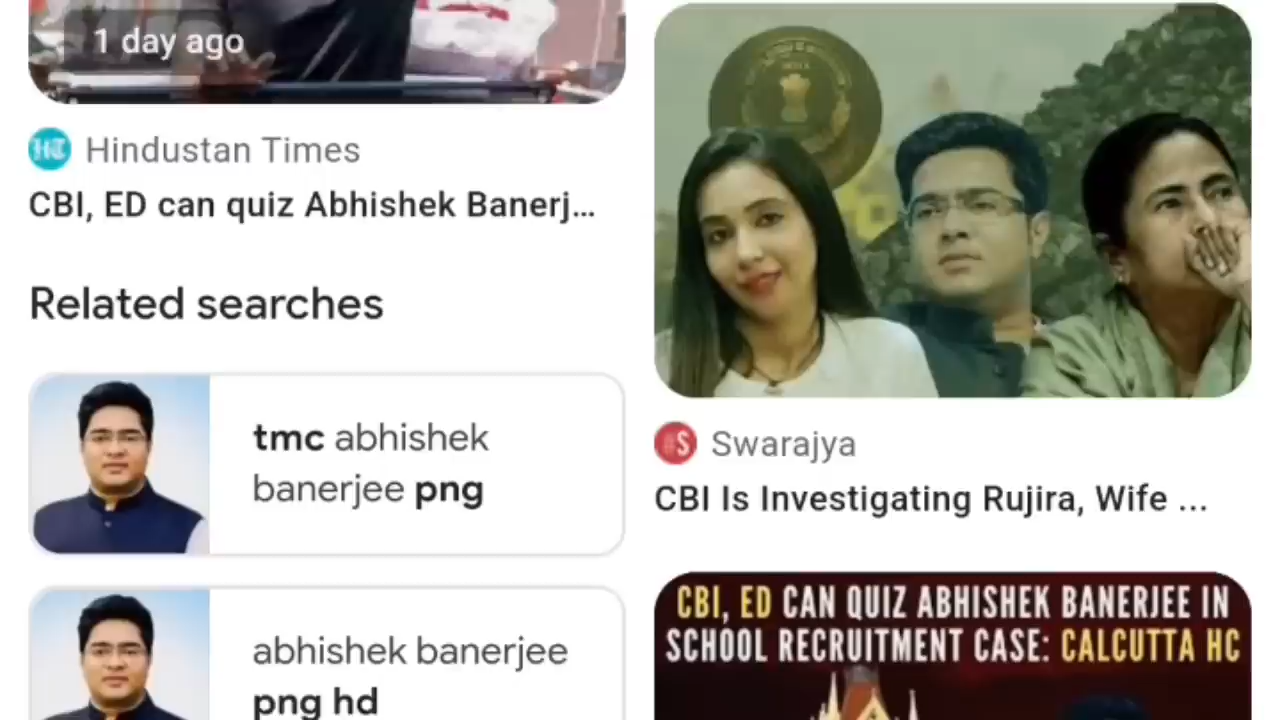 1 day ago
HT Hindustan Times
CBI, ED can quiz Abhishek Banerj...
Related searches
tmc abhishek
banerjee png
abhishek banerjee
png hd
S Swarajya
CBI Is Investigating Rujira, Wife ...
CBI, ED CAN QUIZ ABHISHEK BANERJEE IN
SCHOOL RECRUITMENT CASE: CALCUTTA HC